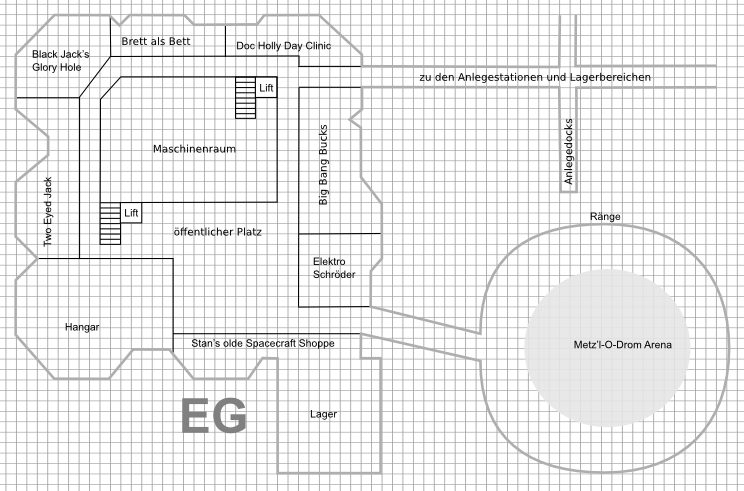 Brett als Bett
Doc Holly Day Clinic
Black Jack's
Glory Hole
zu den Anlegestationen und Lagerbereichen
Lift
Maschinenraum
Big Bang Bucks
Anlegedocks
Two Eyed Jack
Lift
öffentlicher Platz
Ränge
Elektro
Schröder
Hangar
Stan's olde Spacecraft Shoppe
Metz'l-O-Drom Arena
EG
Lager